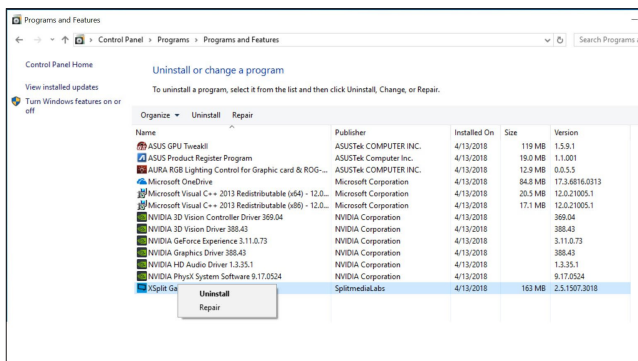 Programs and Features
Control Panel > Programs > Programs and Features
Search Programs a
Control Panel Home
View installed updates
Turn Windows features on or
off
Uninstall or change a program
To uninstall a program, select it from the list and then click Uninstall, Change, or Repair.
Organize Uninstall Repair
Name Publisher Installed On Size Version
ASUS GPU TweakII ASUSTek COMPUTER INC. 4/13/2018 119 MB 1.5.9.1
ASUS Product Register Program ASUSTek Computer Inc. 4/13/2018 19.0 MB 1.1.001
AURA RGB Lighting Control for Graphic card & ROG-... ASUSTek COMPUTER INC. 4/13/2018 12.9 MB 0.0.5.5
Microsoft OneDrive Microsoft Corporation 4/13/2018 84.8 MB 17.3.6816.0313
Microsoft Visual C++ 2013 Redistributable (x64) - 12.0... Microsoft Corporation 4/13/2018 20.5 MB 12.0.21005.1
Microsoft Visual C++ 2013 Redistributable (x86) - 12.0... Microsoft Corporation 4/13/2018 17.1 MB 12.0.21005.1
NVIDIA 3D Vision Controller Driver 369.04 NVIDIA Corporation 4/13/2018 369.04
NVIDIA 3D Vision Driver 388.43 NVIDIA Corporation 4/13/2018 388.43
NVIDIA GeForce Experience 3.11.0.73 NVIDIA Corporation 4/13/2018 3.11.0.73
NVIDIA Graphics Driver 388.43 NVIDIA Corporation 4/13/2018 388.43
NVIDIA HD Audio Driver 1.3.35.1 NVIDIA Corporation 4/13/2018 1.3.35.1
NVIDIA PhysX System Software 9.17.0524 NVIDIA Corporation 4/13/2018 9.17.0524
XSplit Ga SplitmediaLabs 4/13/2018 163 MB 2.5.1507.3018
Uninstall
Repair